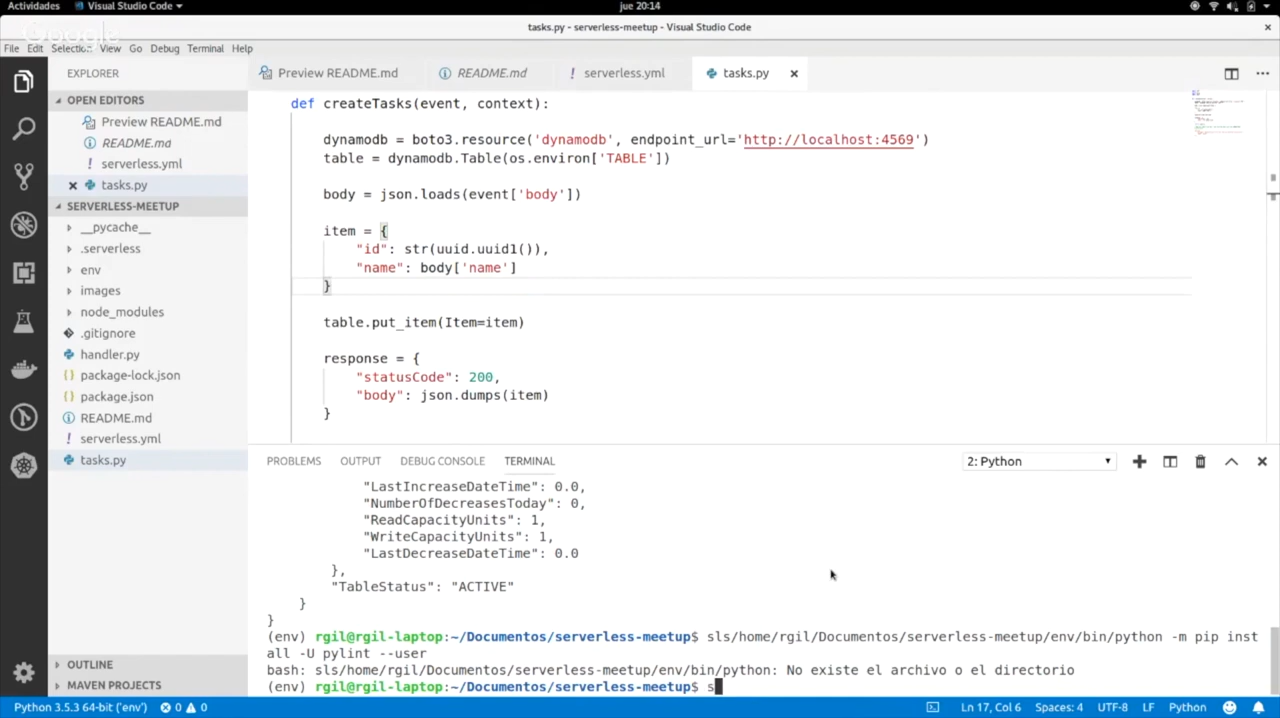 Actividades Visual Studio Code jue 20:14
tasks.py - serverless-meetup - Visual Studio Code
File Edit Selection View Go Debug Terminal Help
EXPLORER
OPEN EDITORS
Preview README.md
README.md
serverless.yml
tasks.py
SERVERLESS-MEETUP
__pycache__
.serverless
env
images
node_modules
.gitignore
handler.py
package-lock.json
package.json
README.md
serverless.yml
tasks.py
OUTLINE
MAVEN PROJECTS
Preview README.md README.md serverless.yml tasks.py
def createTasks(event, context):
dynamodb = boto3.resource('dynamodb', endpoint_url='http://localhost:4569')
table = dynamodb.Table(os.environ['TABLE'])
body = json.loads(event['body'])
item = {
"id": str(uuid.uuid1()),
"name": body['name']
}
table.put_item(Item=item)
response = {
"statusCode": 200,
"body": json.dumps(item)
}
PROBLEMS OUTPUT DEBUG CONSOLE TERMINAL 2: Python
"LastIncreaseDateTime": 0.0,
"NumberOfDecreasesToday": 0,
"ReadCapacityUnits": 1,
"WriteCapacityUnits": 1,
"LastDecreaseDateTime": 0.0
},
"TableStatus": "ACTIVE"
}
}
(env) rgil@rgil-laptop:~/Documentos/serverless-meetup$ sls/home/rgil/Documentos/serverless-meetup/env/bin/python -m pip inst
all -U pylint --user
bash: sls/home/rgil/Documentos/serverless-meetup/env/bin/python: No existe el archivo o el directorio
(env) rgil@rgil-laptop:~/Documentos/serverless-meetup$ s
Python 3.5.3 64-bit ('env') 0 0 Ln 17, Col 6 Spaces: 4 UTF-8 LF Python